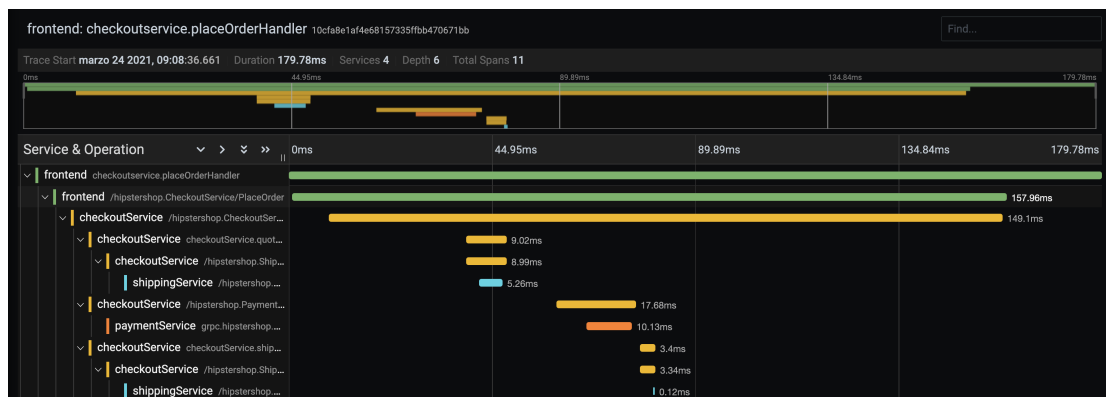 frontend: checkoutservice.placeOrderHandler 10cfa8e1af4e68157335ffbb470671bb
Find...
Trace Start marzo 24 2021, 09:08:36.661 Duration 179.78ms Services 4 Depth 6 Total Spans 11
0ms 44.95ms 89.89ms 134.84ms 179.78ms
Service & Operation 0ms 44.95ms 89.89ms 134.84ms 179.78ms
frontend checkoutservice.placeOrderHandler
frontend /hipstershop.CheckoutService/PlaceOrder 157.96ms
checkoutService /hipstershop.CheckoutSer... 149.1ms
checkoutService checkoutService.quot... 9.02ms
checkoutService /hipstershop.Ship... 8.99ms
shippingService /hipstershop.... 5.26ms
checkoutService /hipstershop.Payment... 17.68ms
paymentService grpc.hipstershop.... 10.13ms
checkoutService checkoutService.ship... 3.4ms
checkoutService /hipstershop.Ship... 3.34ms
shippingService /hipstershop.... 0.12ms